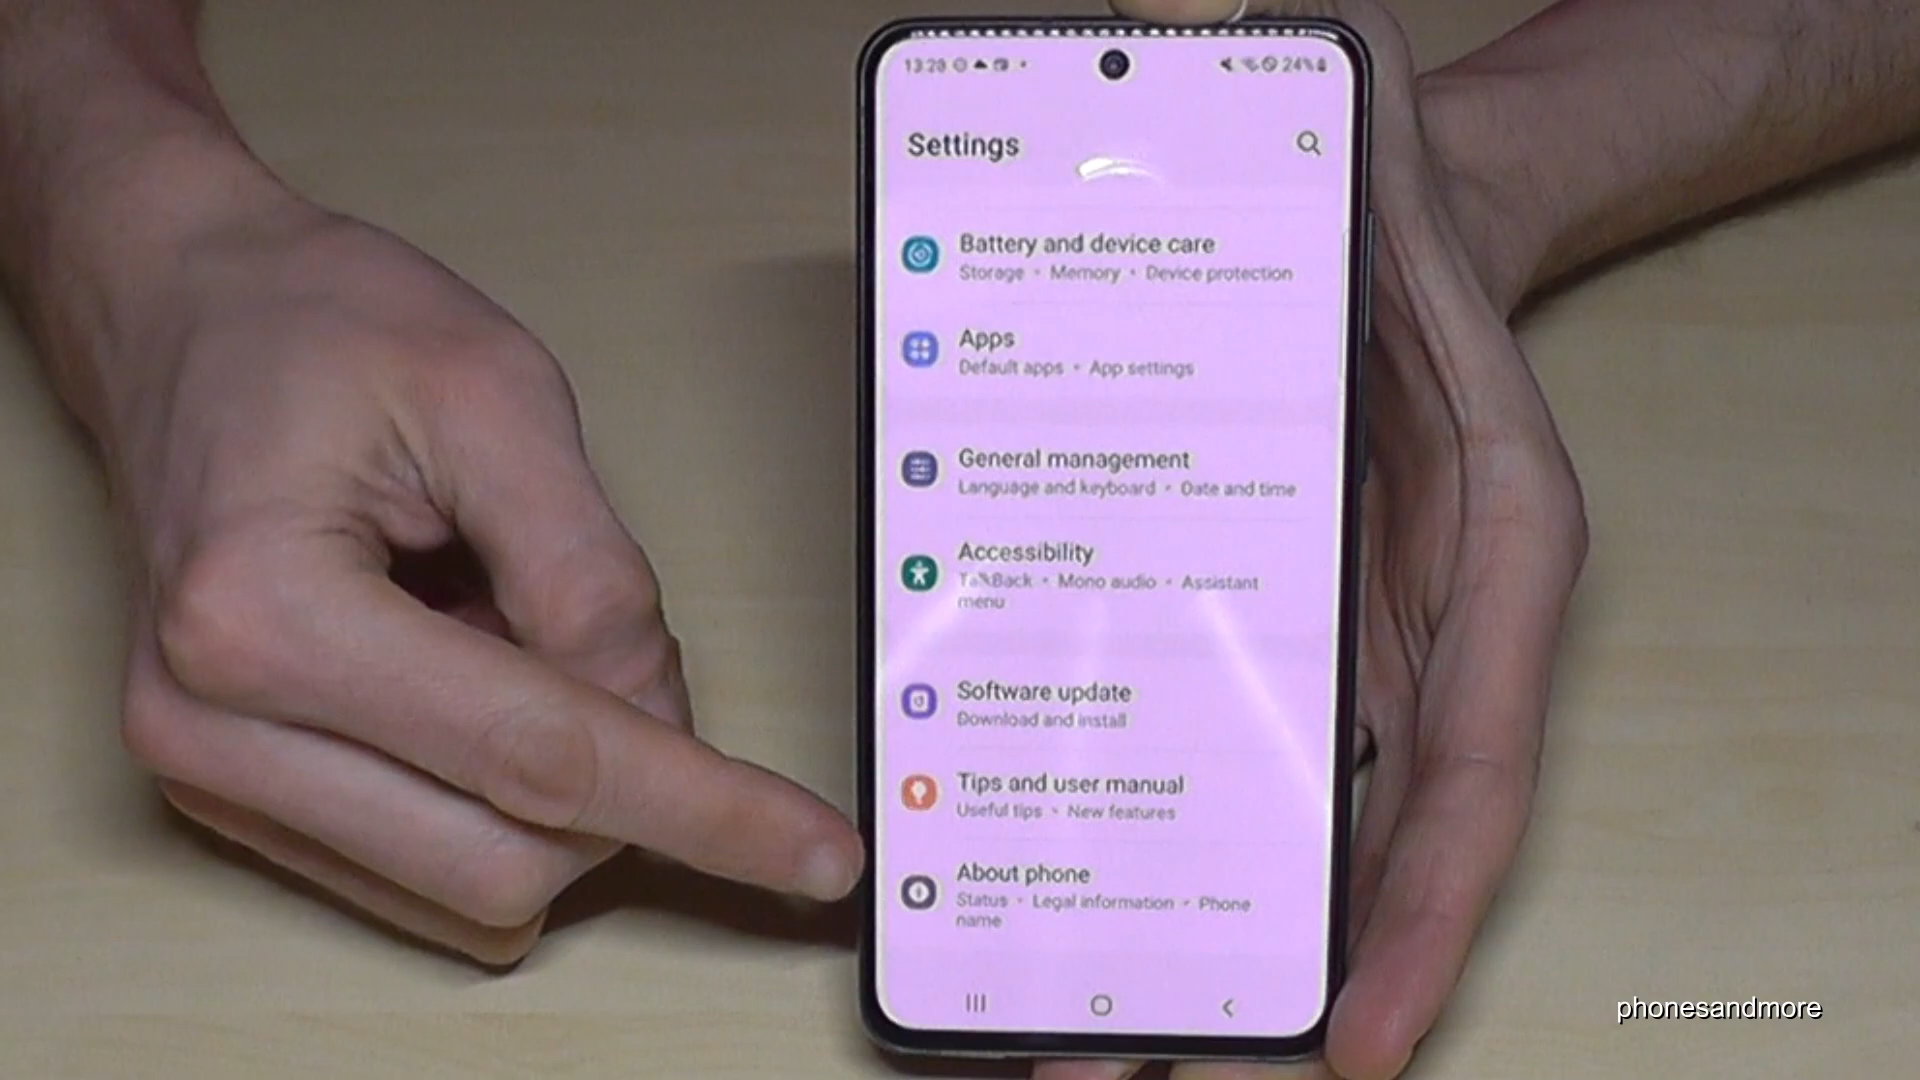 13:28
24%
Settings
Battery and device care
Storage • Memory • Device protection
Apps
Default apps • App settings
General management
Language and keyboard • Date and time
Accessibility
TalkBack • Mono audio • Assistant
menu
Software update
Download and install
Tips and user manual
Useful tips • New features
About phone
Status • Legal information • Phone
name
phonesandmore